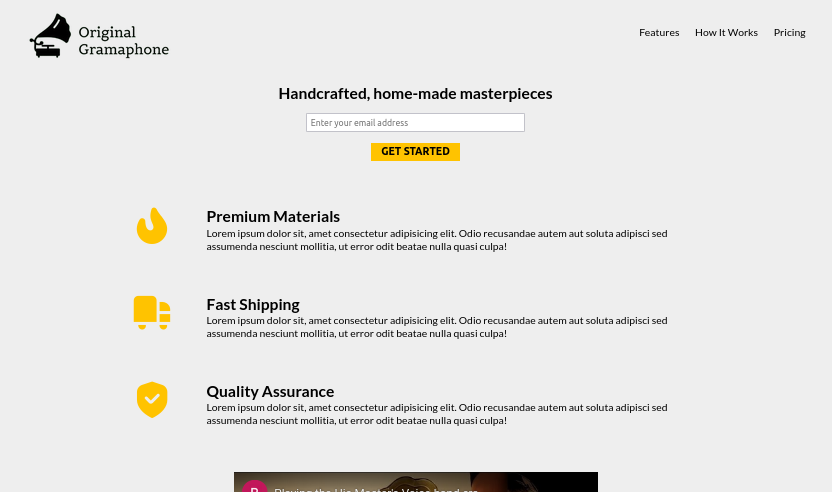 Original
Gramaphone
Features How It Works Pricing
Handcrafted, home-made masterpieces
Enter your email address
GET STARTED
Premium Materials
Lorem ipsum dolor sit, amet consectetur adipisicing elit. Odio recusandae autem aut soluta adipisci sed
assumenda nesciunt mollitia, ut error odit beatae nulla quasi culpa!
Fast Shipping
Lorem ipsum dolor sit, amet consectetur adipisicing elit. Odio recusandae autem aut soluta adipisci sed
assumenda nesciunt mollitia, ut error odit beatae nulla quasi culpa!
Quality Assurance
Lorem ipsum dolor sit, amet consectetur adipisicing elit. Odio recusandae autem aut soluta adipisci sed
assumenda nesciunt mollitia, ut error odit beatae nulla quasi culpa!
Playing the His Master's Voice